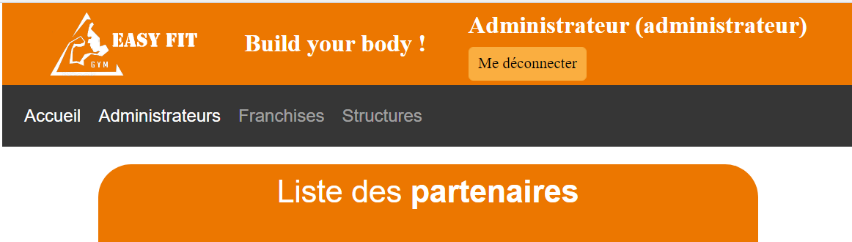 EASY FIT
GYM
Build your body !
Administrateur (administrateur)
Me déconnecter
Accueil Administrateurs Franchises Structures
Liste des partenaires